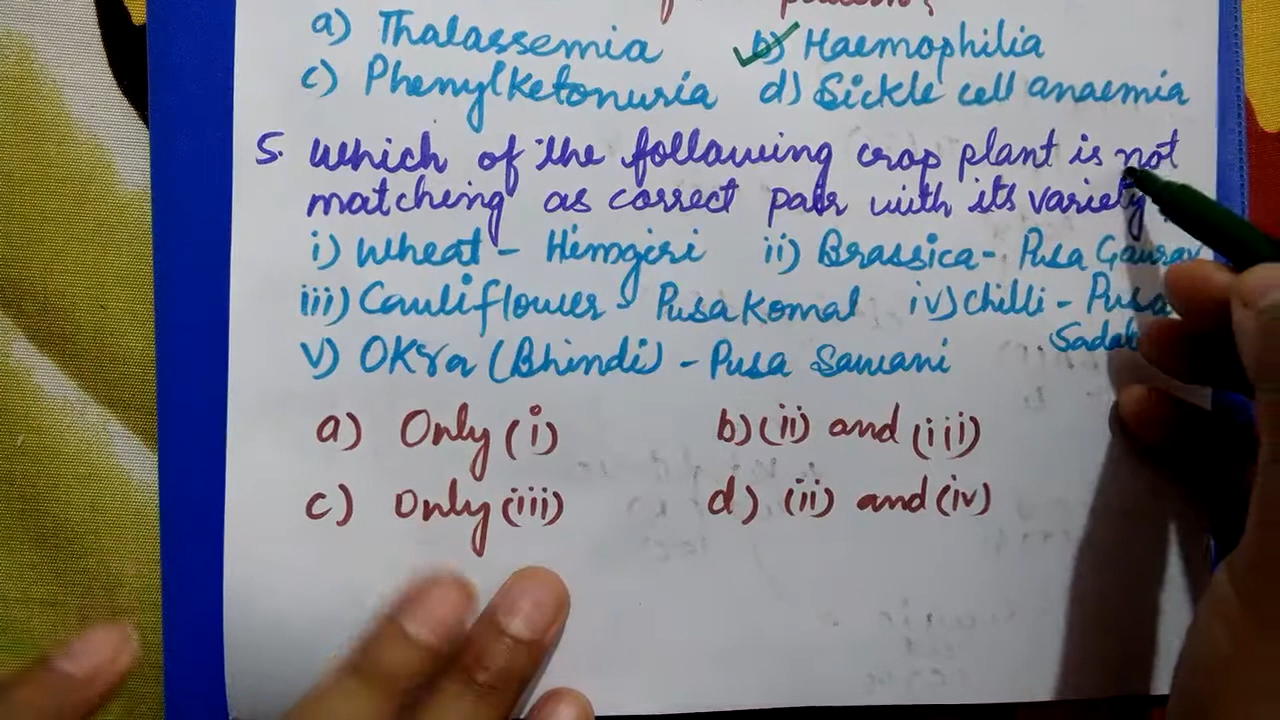 a) Thalassemia b) Haemophilia
c) Phenylketonuria d) Sickle cell anaemia
5. Which of the following crop plant is not
matching as correct pair with its variety
i) Wheat - Himgiri ii) Brassica - Pusa Gaurav
iii) Cauliflower - Pusa Komal iv) Chilli - Pusa
v) Okra (Bhindi) - Pusa Sawani
a) Only (i) b) (ii) and (iii)
c) Only (iii) d) (ii) and (iv)